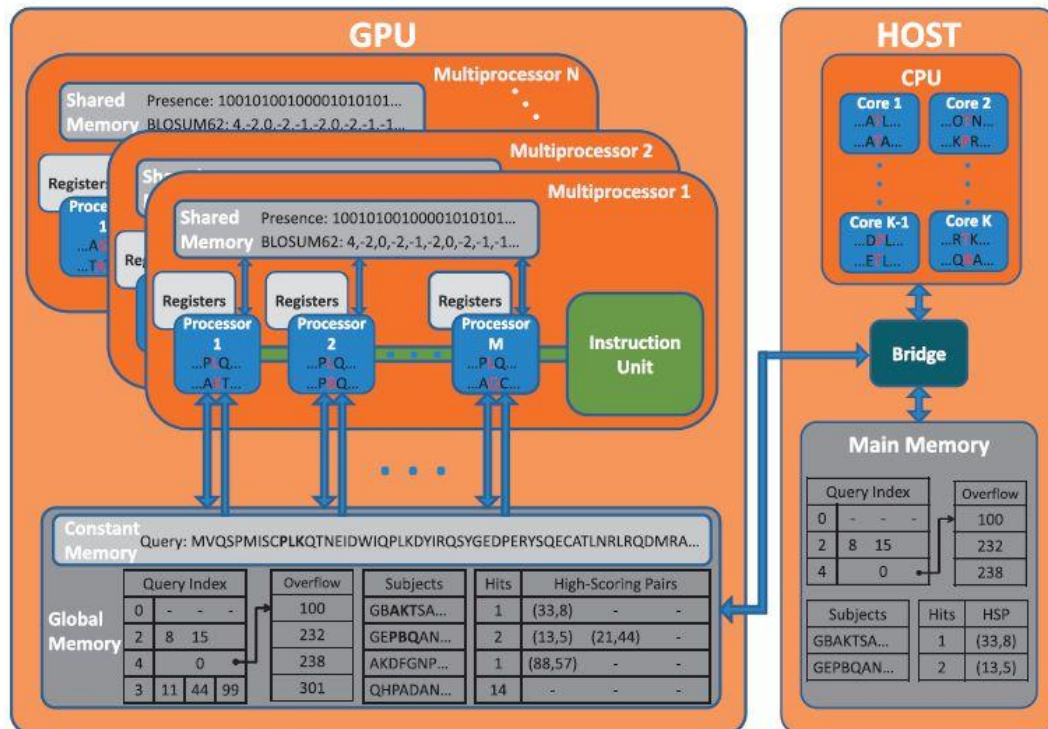 GPU
Multiprocessor N
Shared Memory
Presence: 10010100100001010101...
BLOSUM62: 4,-2,0,-2,-1,-2,0,-2,-1,-1...
Registers
Multiprocessor 2
Multiprocessor 1
Shared Memory
Presence: 10010100100001010101...
BLOSUM62: 4,-2,0,-2,-1,-2,0,-2,-1,-1...
Registers
Registers
Registers
Processor 1
Processor 2
Processor M
Instruction Unit
Constant Memory
Query: MVQSPMISCPLKQTNEIDWIQPLKDYIRQSYGEDPERYSQECATLNRLRQDMRA...
Global Memory
Query Index
0 - - -
2 8 15
4 0
3 11 44 99
Overflow
100
232
238
301
Subjects
GBAKTSA...
GEPBQAN...
AKDFGNP...
QHPADAN...
Hits
1
2
1
14
High-Scoring Pairs
(33,8) - -
(13,5) (21,44) -
(88,57) - -
- - -
HOST
CPU
Core 1
Core 2
Core K-1
Core K
Bridge
Main Memory
Query Index
0 - - -
2 8 15
4 0
Overflow
100
232
238
Subjects
GBAKTSA...
GEPBQAN...
Hits
1
2
HSP
(33,8)
(13,5)